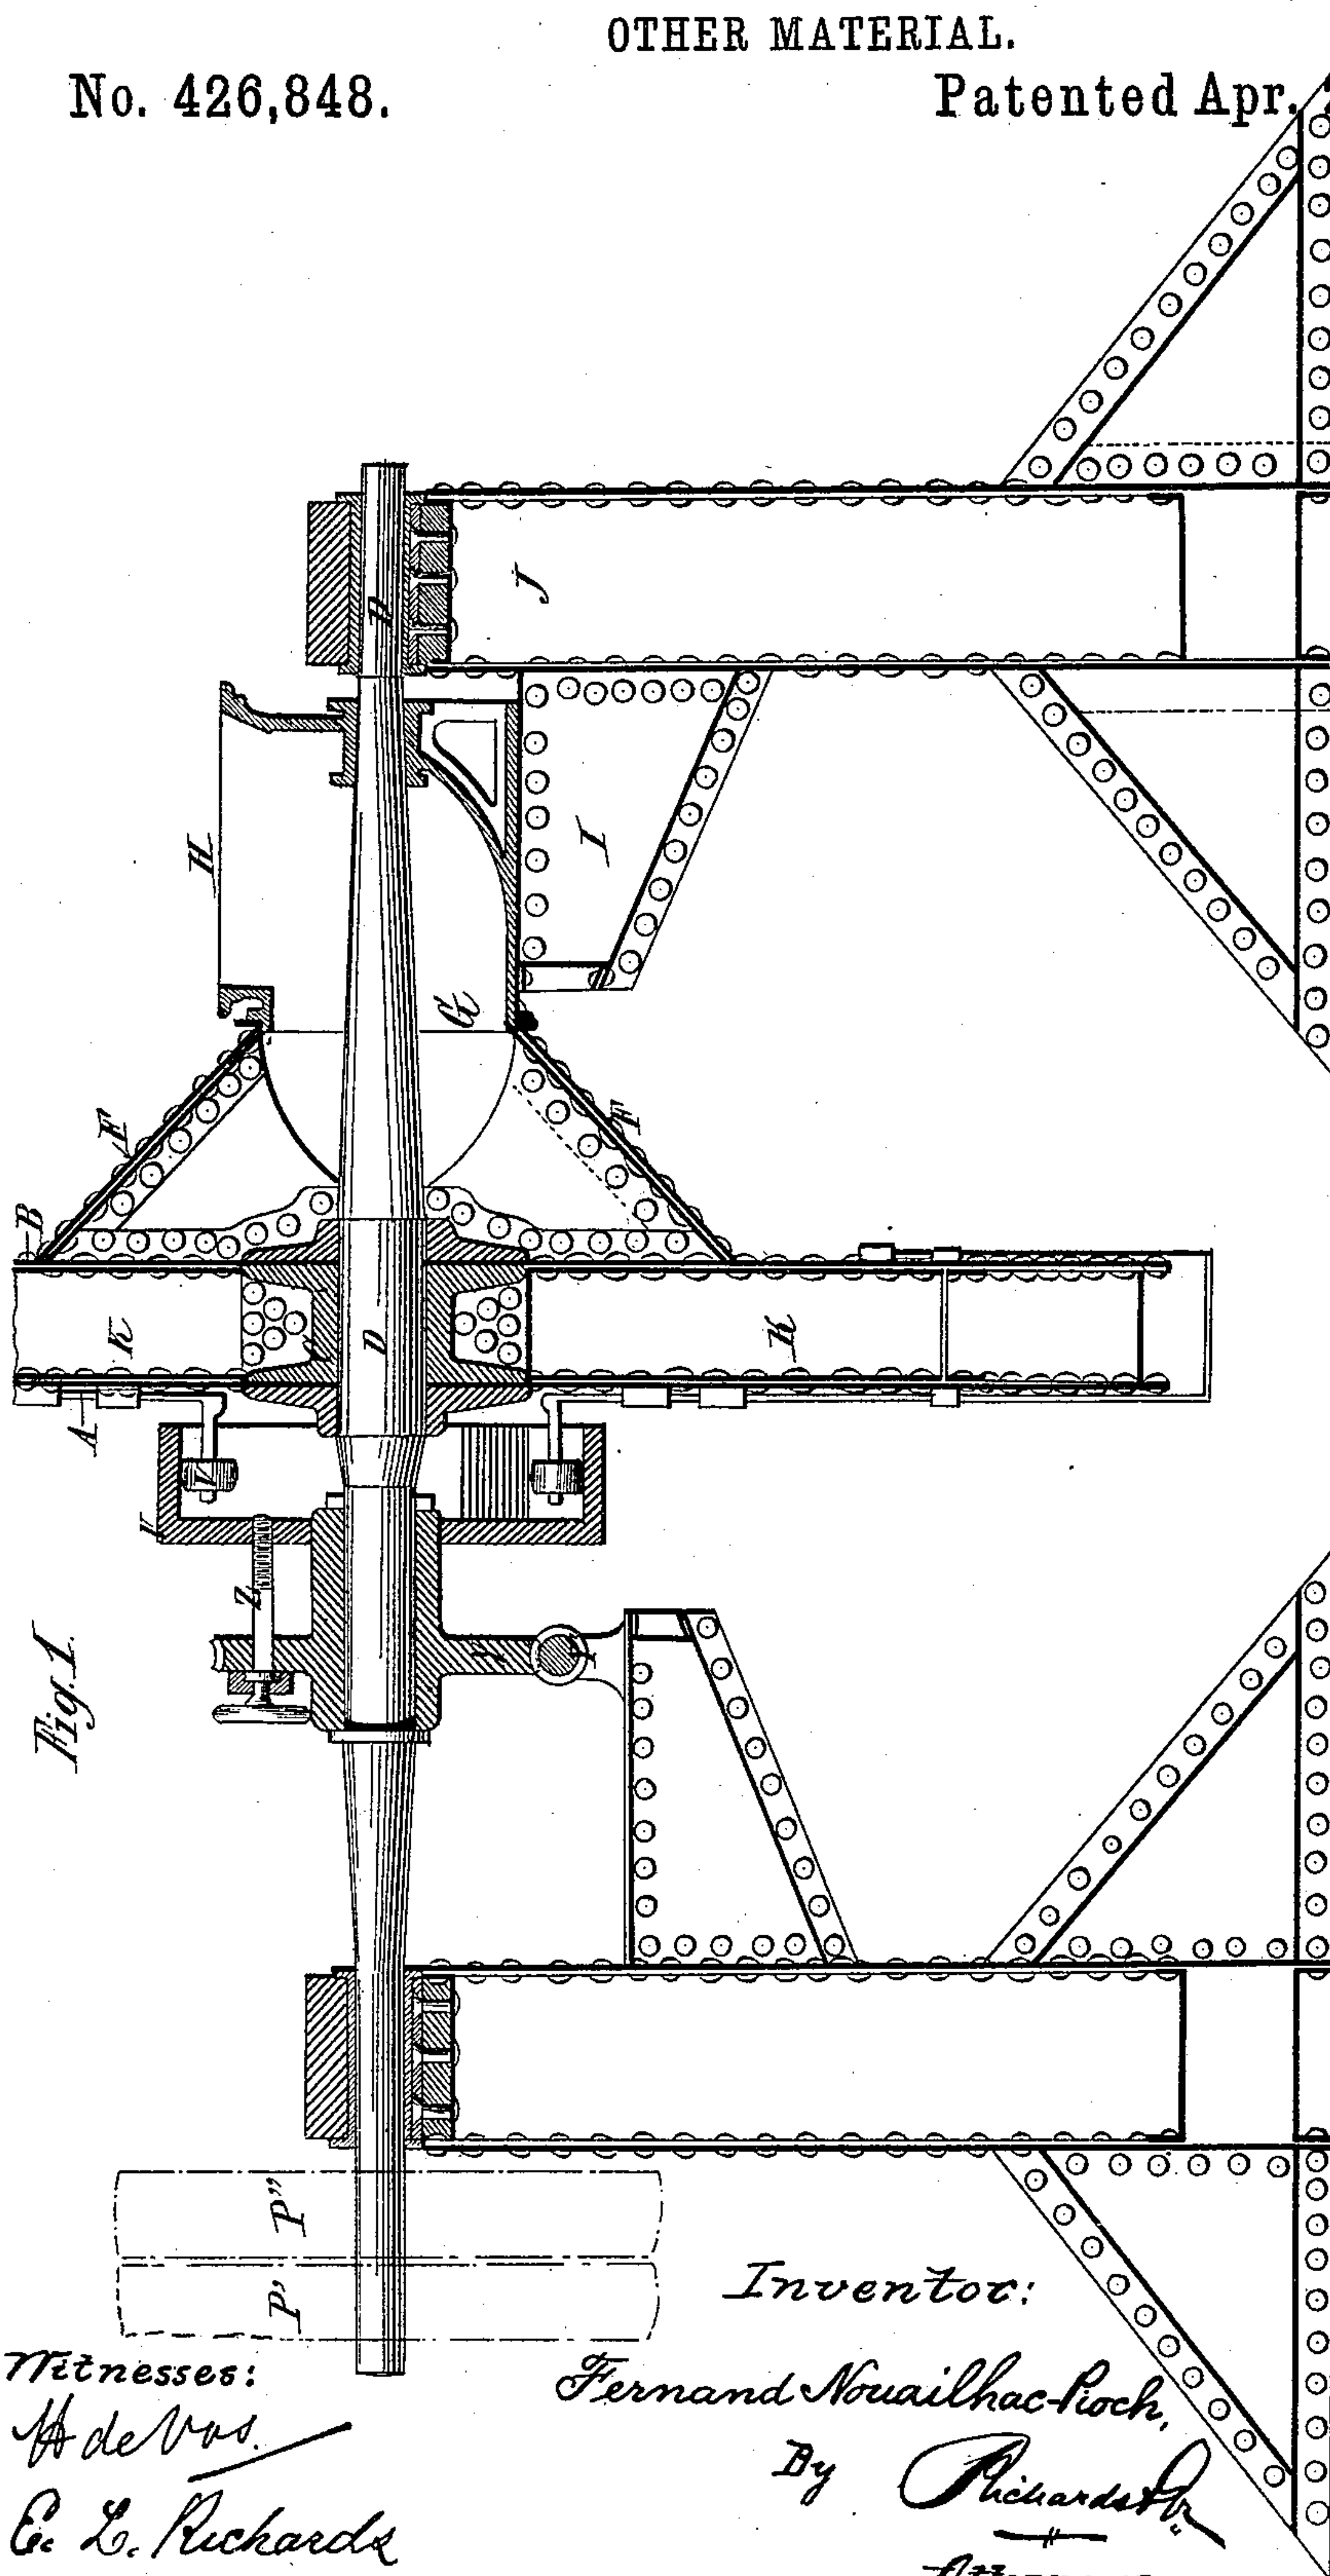 OTHER MATERIAL.
No. 426,848.
Patented Apr.
J
D
H
I
G
F
F
B
K
D
K
A
V
Z
Fig. 1.
P"
P'
Inventor:
Witnesses:
Fernand Nouailhac-Pioch,
H de Vos.
By
E. L. Richards